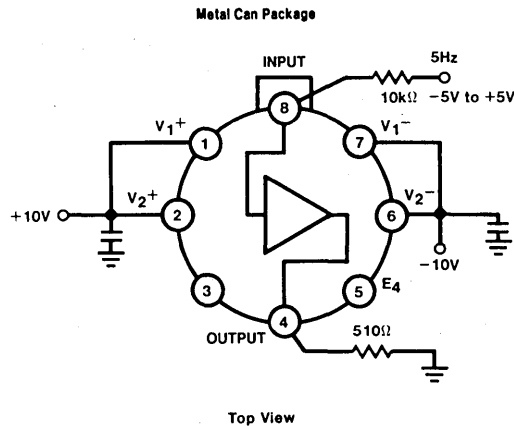 Metal Can Package
5Hz
INPUT
10kΩ -5V to +5V
8
V1+
V1-
1
7
V2+
V2-
+10V
2
6
-10V
3
5
E4
4
OUTPUT
510Ω
Top View